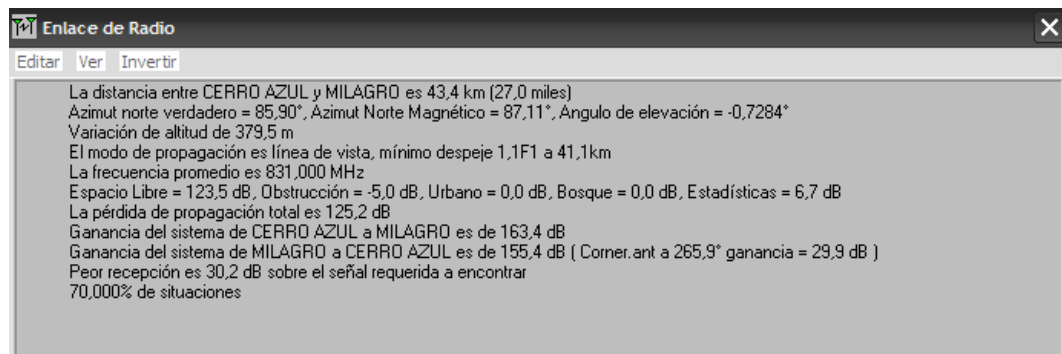 Enlace de Radio
Editar Ver Invertir
La distancia entre CERRO AZUL y MILAGRO es 43,4 km (27,0 miles)
Azimut norte verdadero = 85,90°, Azimut Norte Magnético = 87,11°, Angulo de elevación = -0,7284°
Variación de altitud de 379,5 m
El modo de propagación es línea de vista, mínimo despeje 1,1F1 a 41,1km
La frecuencia promedio es 831,000 MHz
Espacio Libre = 123,5 dB, Obstrucción = -5,0 dB, Urbano = 0,0 dB, Bosque = 0,0 dB, Estadísticas = 6,7 dB
La pérdida de propagación total es 125,2 dB
Ganancia del sistema de CERRO AZUL a MILAGRO es de 163,4 dB
Ganancia del sistema de MILAGRO a CERRO AZUL es de 155,4 dB ( Corner.ant a 265,9° ganancia = 29,9 dB )
Peor recepción es 30,2 dB sobre el señal requerida a encontrar
70,000% de situaciones